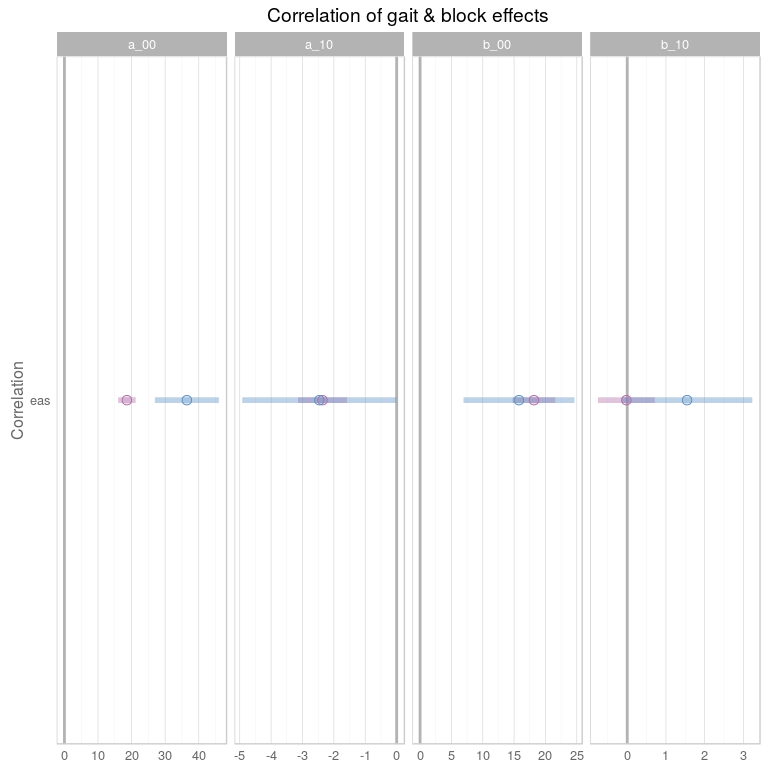 Correlation of gait & block effects
a_00 a_10 b_00 b_10
Correlation
eas
0 10 20 30 40 -5 -4 -3 -2 -1 0 0 5 10 15 20 25 0 1 2 3